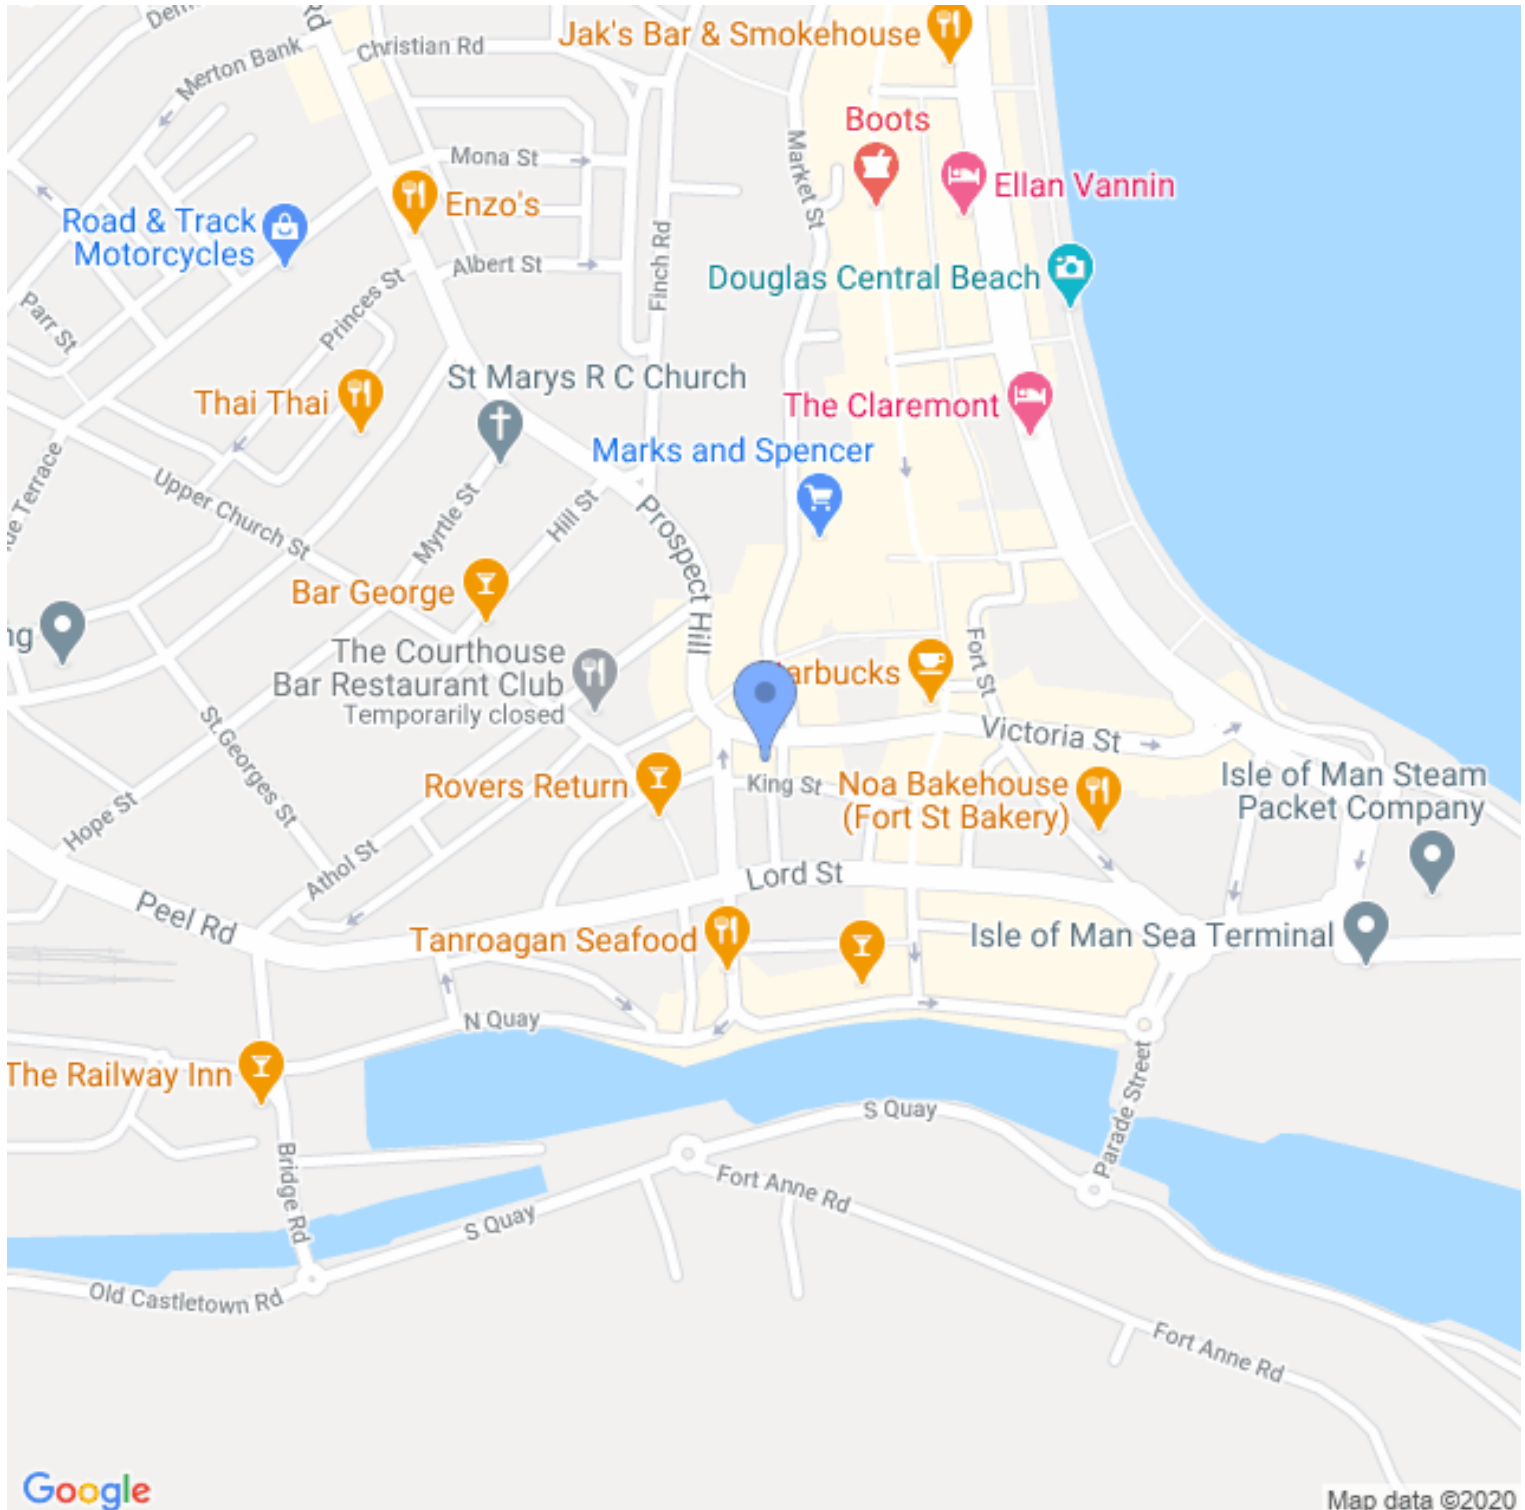 Jak's Bar & Smokehouse
Christian Rd
Merton Bank
Rd
Boots
Market St
Mona St
Ellan Vannin
Enzo's
Road & Track
Motorcycles
Albert St
Finch Rd
Douglas Central Beach
Princes St
Parr St
St Marys R C Church
Thai Thai
The Claremont
Marks and Spencer
Terrace
Upper Church St
Myrtle St
Hill St
Prospect Hill
Bar George
Fort St
The Courthouse
Bar Restaurant Club
Temporarily closed
arbucks
St Georges St
Victoria St
Rovers Return
King St
Noa Bakehouse
(Fort St Bakery)
Isle of Man Steam
Packet Company
Hope St
Athol St
Lord St
Peel Rd
Tanroagan Seafood
Isle of Man Sea Terminal
N Quay
The Railway Inn
Parade Street
S Quay
Bridge Rd
Fort Anne Rd
S Quay
Old Castletown Rd
Fort Anne Rd
Google
Map data ©2020